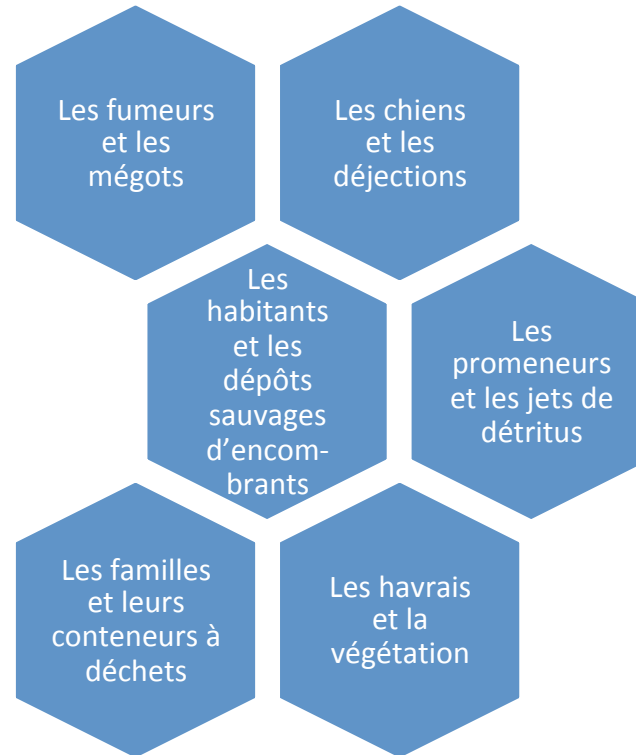 Les fumeurs
et les
mégots
Les chiens
et les
déjections
Les
habitants
et les
dépôts
sauvages
d’encom-
brants
Les
promeneurs
et les jets de
détritus
Les familles
et leurs
conteneurs à
déchets
Les havrais
et la
végétation